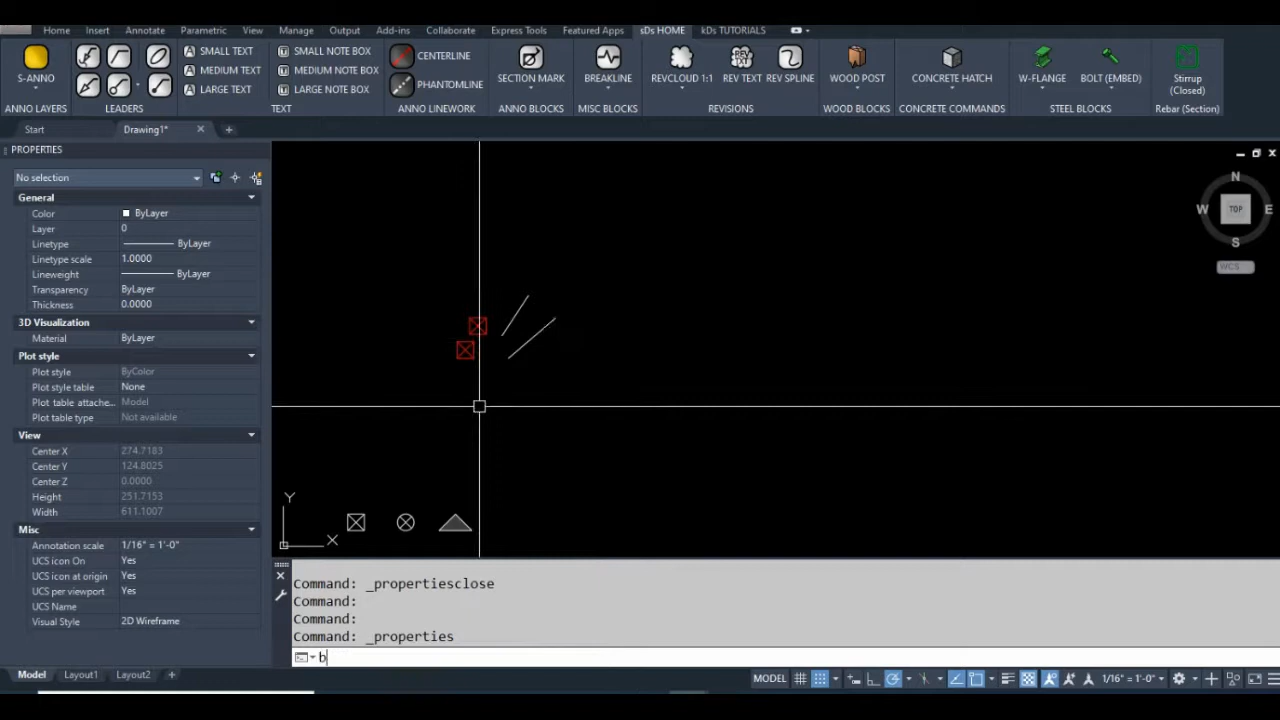 Home Insert Annotate Parametric View Manage Output Add-ins Collaborate Express Tools Featured Apps sDs HOME kDs TUTORIALS
S-ANNO
ANNO LAYERS
LEADERS
SMALL TEXT
MEDIUM TEXT
LARGE TEXT
SMALL NOTE BOX
MEDIUM NOTE BOX
LARGE NOTE BOX
TEXT
CENTERLINE
PHANTOMLINE
ANNO LINEWORK
SECTION MARK
ANNO BLOCKS
BREAKLINE
MISC BLOCKS
REVCLOUD 1:1 REV TEXT REV SPLINE
REVISIONS
WOOD POST
WOOD BLOCKS
CONCRETE HATCH
CONCRETE COMMANDS
W-FLANGE BOLT (EMBED)
STEEL BLOCKS
Stirrup
(Closed)
Rebar (Section)
Start Drawing1*
PROPERTIES
No selection
General
Color ByLayer
Layer 0
Linetype ByLayer
Linetype scale 1.0000
Lineweight ByLayer
Transparency ByLayer
Thickness 0.0000
3D Visualization
Material ByLayer
Plot style
Plot style ByColor
Plot style table None
Plot table attache... Model
Plot table type Not available
View
Center X 274.7183
Center Y 124.8025
Center Z 0.0000
Height 251.7153
Width 611.1007
Misc
Annotation scale 1/16" = 1'-0"
UCS icon On Yes
UCS icon at origin Yes
UCS per viewport Yes
UCS Name
Visual Style 2D Wireframe
N
W TOP E
S
WCS
Y
X
Command: _propertiesclose
Command:
Command:
Command: _properties
b
Model Layout1 Layout2
MODEL 1/16" = 1'-0"